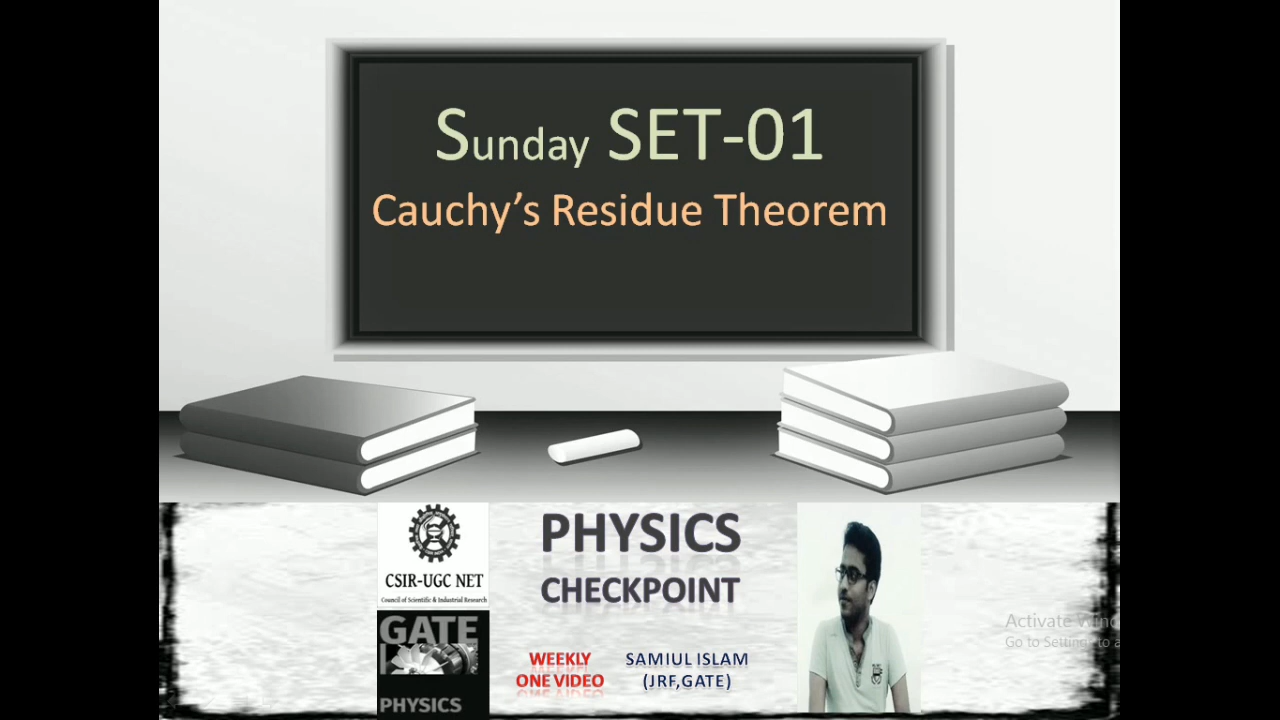 Sunday SET-01
Cauchy's Residue Theorem
CSIR-UGC NET
Council of Scientific & Industrial Research
GATE
PHYSICS
PHYSICS
CHECKPOINT
WEEKLY
ONE VIDEO
SAMIUL ISLAM
(JRF,GATE)
Activate
Go to Settin to a